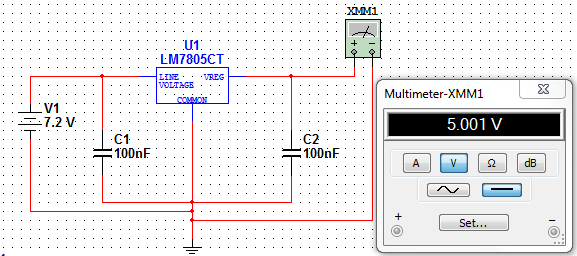 XMM1
U1
LM7805CT
LINE VREG
VOLTAGE
COMMON
V1
7.2 V
C1
100nF
C2
100nF
+ -
Multimeter-XMM1
5.001 V
A V Ω dB
+ -
Set...